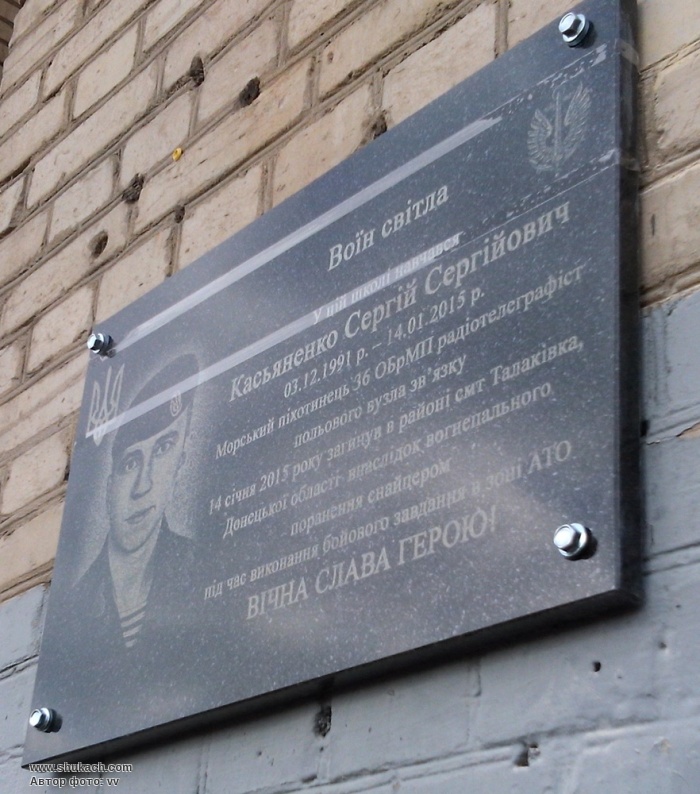 Воїн світла
У цій школі навчався
Касьяненко Сергій Сергійович
03.12.1991 р. – 14.01.2015 р.
Морський піхотинець 36 ОБрМП радіотелеграфіст
польового вузла зв'язку
14 січня 2015 року загинув в районі смт Талаківка,
Донецької області внаслідок вогнепального
поранення снайпером
під час виконання бойового завдання в зоні АТО
ВІЧНА СЛАВА ГЕРОЮ!
www.shukach.com
Автор фото: vv